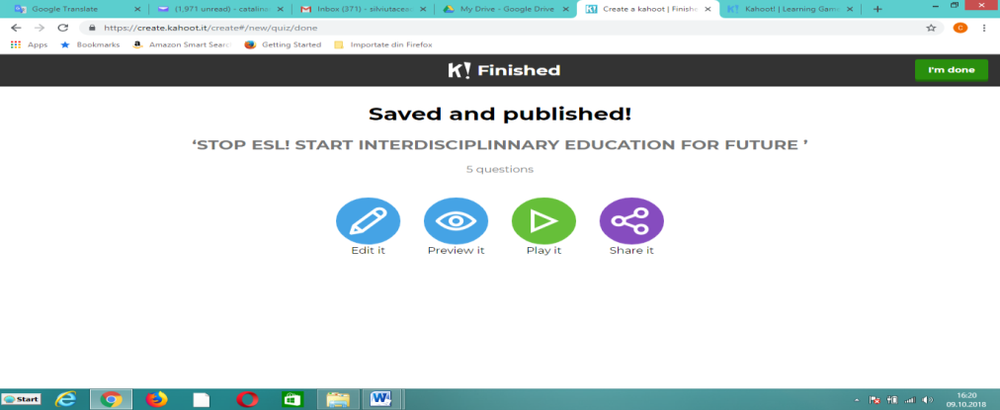 Google Translate
(1,971 unread) - catalina
Inbox (371) - silviutaces
My Drive - Google Drive
Create a kahoot | Finishe
Kahoot! | Learning Game
https://create.kahoot.it/create#/new/quiz/done
C
Apps
Bookmarks
Amazon Smart Searc
Getting Started
Importate din Firefox
K! Finished
I'm done
Saved and published!
‘STOP ESL! START INTERDISCIPLINNARY EDUCATION FOR FUTURE ’
5 questions
Edit it
Preview it
Play it
Share it
Start
16:20
09.10.2018